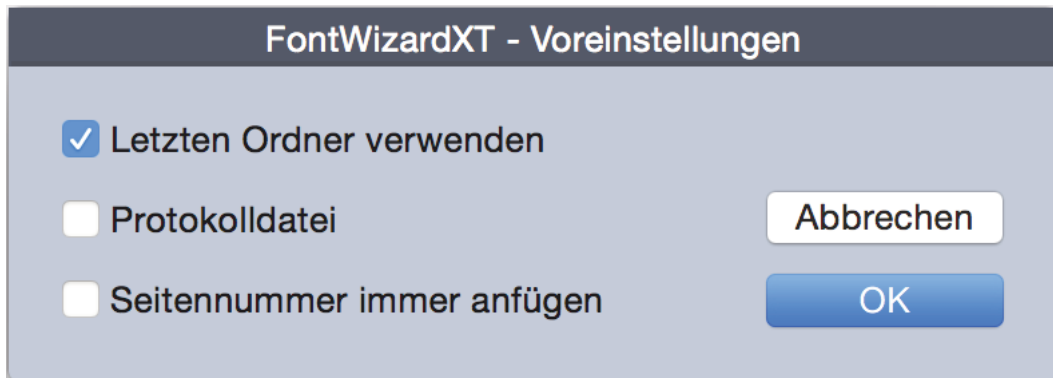 FontWizardXT - Voreinstellungen
Letzten Ordner verwenden
Protokolldatei
Abbrechen
Seitennummer immer anfügen
OK